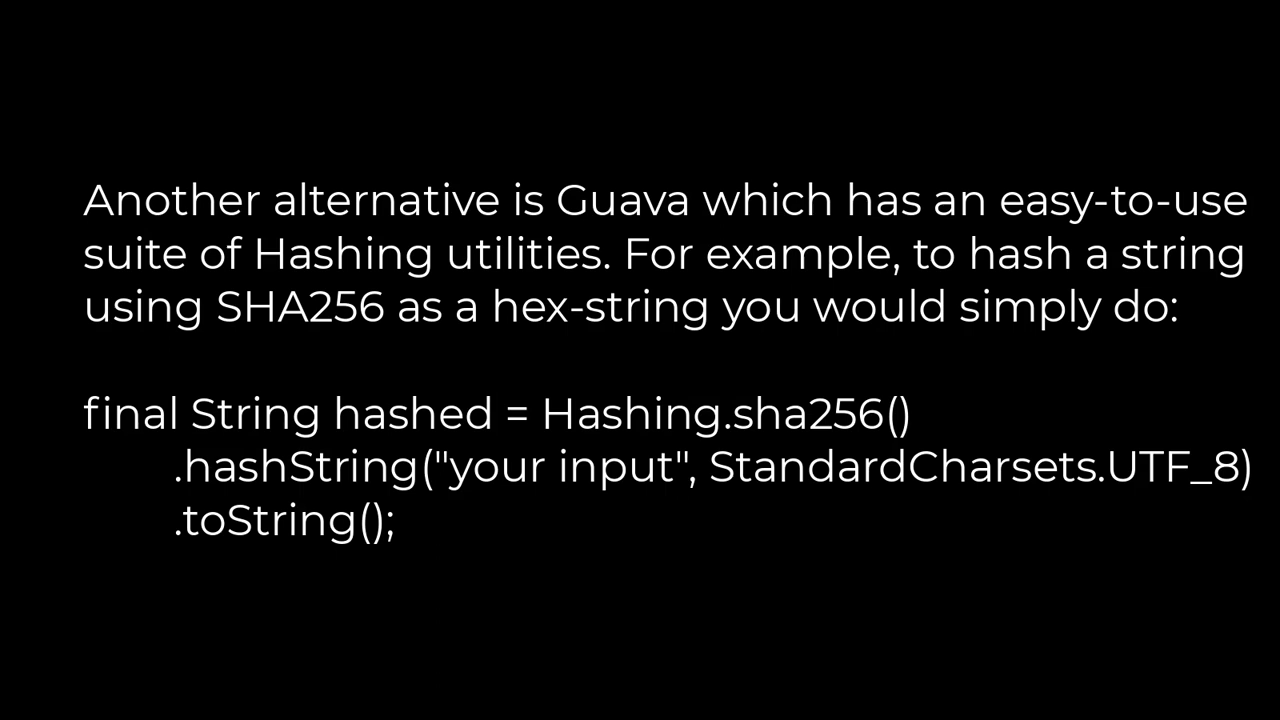 Another alternative is Guava which has an easy-to-use
suite of Hashing utilities. For example, to hash a string
using SHA256 as a hex-string you would simply do:
final String hashed = Hashing.sha256()
.hashString("your input", StandardCharsets.UTF_8)
.toString();